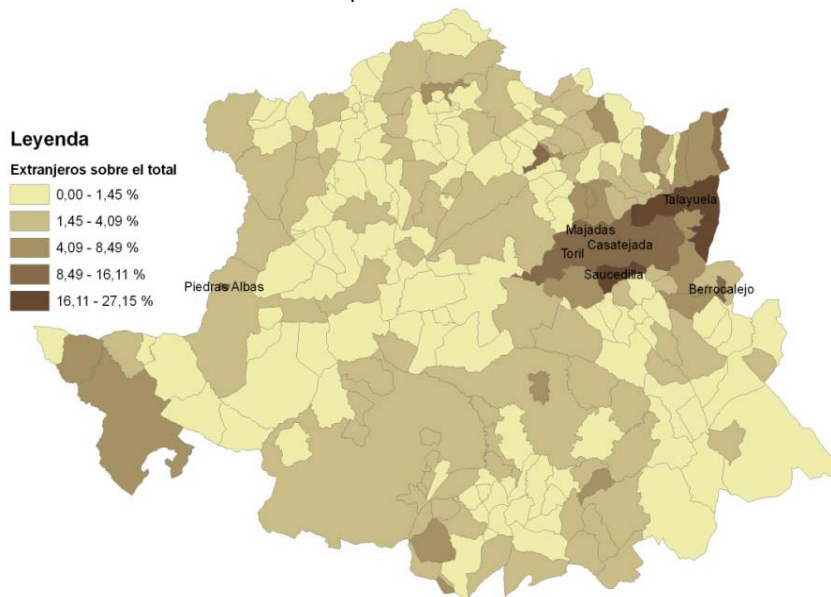 Leyenda
Extranjeros sobre el total
0,00 - 1,45 %
1,45 - 4,09 %
4,09 - 8,49 %
8,49 - 16,11 %
16,11 - 27,15 %
Talayuela
Majadas
Casatejada
Toril
Saucedilla
Piedras Albas
Berrocalejo